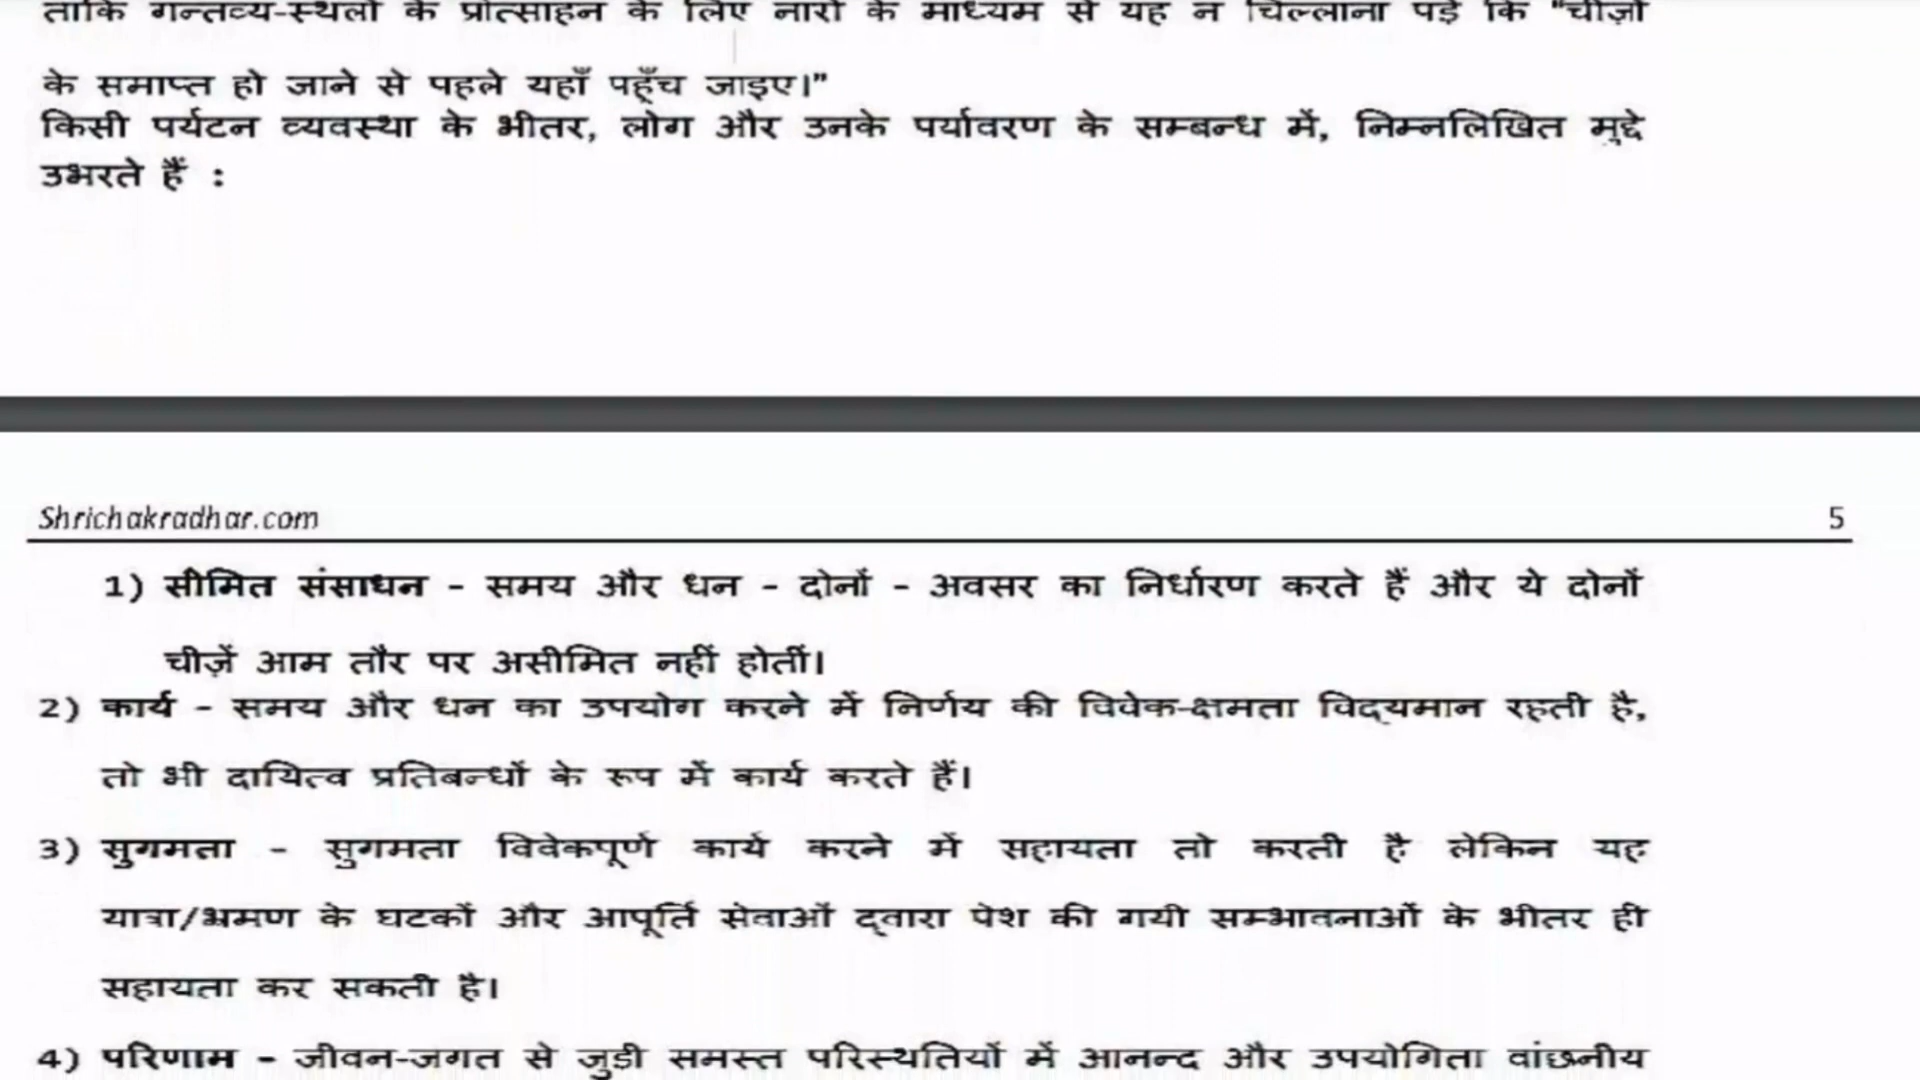 ताकि गन्तव्य-स्थलों के प्रोत्साहन के लिए नारों के माध्यम से यह न चिल्लाना पड़े कि "चीज़ों
के समाप्त हो जाने से पहले यहाँ पहुँच जाइए।"
किसी पर्यटन व्यवस्था के भीतर, लोग और उनके पर्यावरण के सम्बन्ध में, निम्नलिखित मुद्दे
उभरते हैं :
Shrichakradhar.com 5
1) सीमित संसाधन - समय और धन - दोनों - अवसर का निर्धारण करते हैं और ये दोनों
चीज़ें आम तौर पर असीमित नहीं होतीं।
2) कार्य - समय और धन का उपयोग करने में निर्णय की विवेक-क्षमता विद्यमान रहती है,
तो भी दायित्व प्रतिबन्धों के रूप में कार्य करते हैं।
3) सुगमता - सुगमता विवेकपूर्ण कार्य करने में सहायता तो करती है लेकिन यह
यात्रा/भ्रमण के घटकों और आपूर्ति सेवाओं द्वारा पेश की गयी सम्भावनाओं के भीतर ही
सहायता कर सकती है।
4) परिणाम - जीवन-जगत से जुडी समस्त परिस्थतियों में आनन्द और उपयोगिता वांछनीय